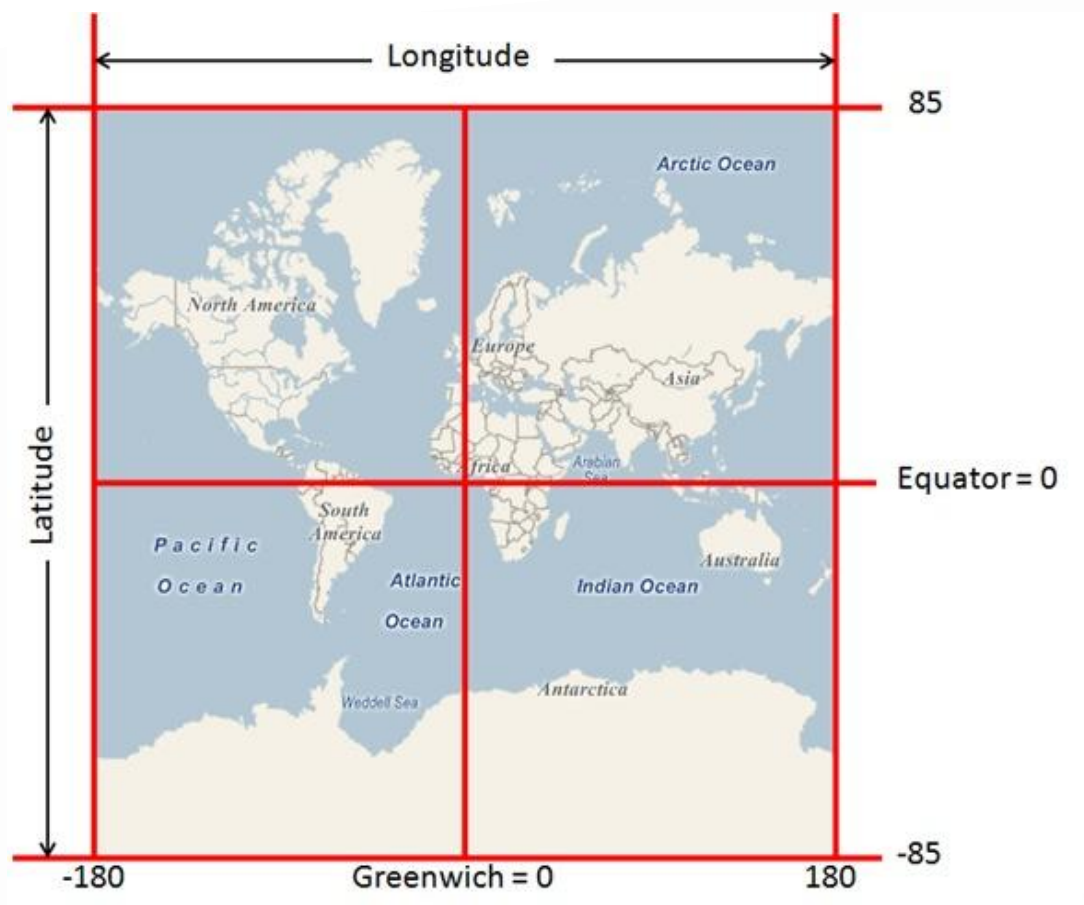 Longitude
85
Arctic Ocean
North America
Europe
Asia
Latitude
Africa
Arabian
Sea
Equator = 0
South
America
Pacific
Ocean
Australia
Atlantic
Ocean
Indian Ocean
Antarctica
Weddell Sea
-85
-180
Greenwich = 0
180